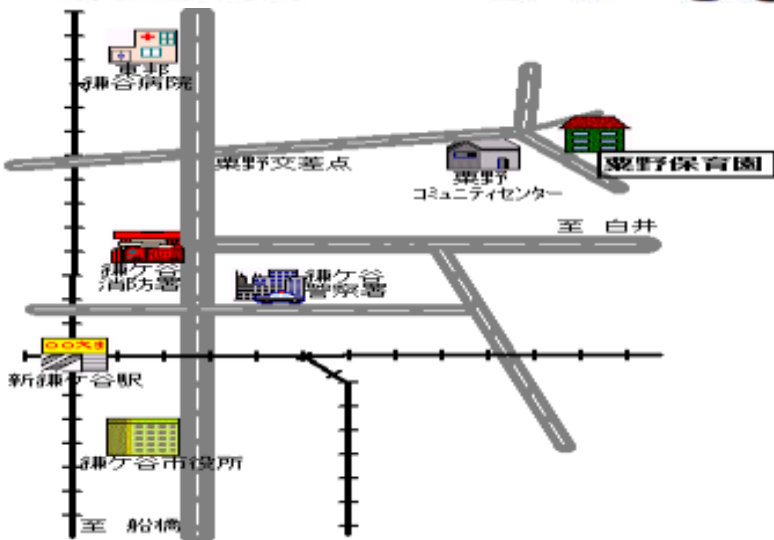 東邦
鎌谷病院
粟野交差点
粟野
コミュニティセンター
粟野保育園
至 白井
鎌ケ谷
消防署
鎌ケ谷
警察署
新鎌ケ谷駅
鎌ケ谷市役所
至 船橋